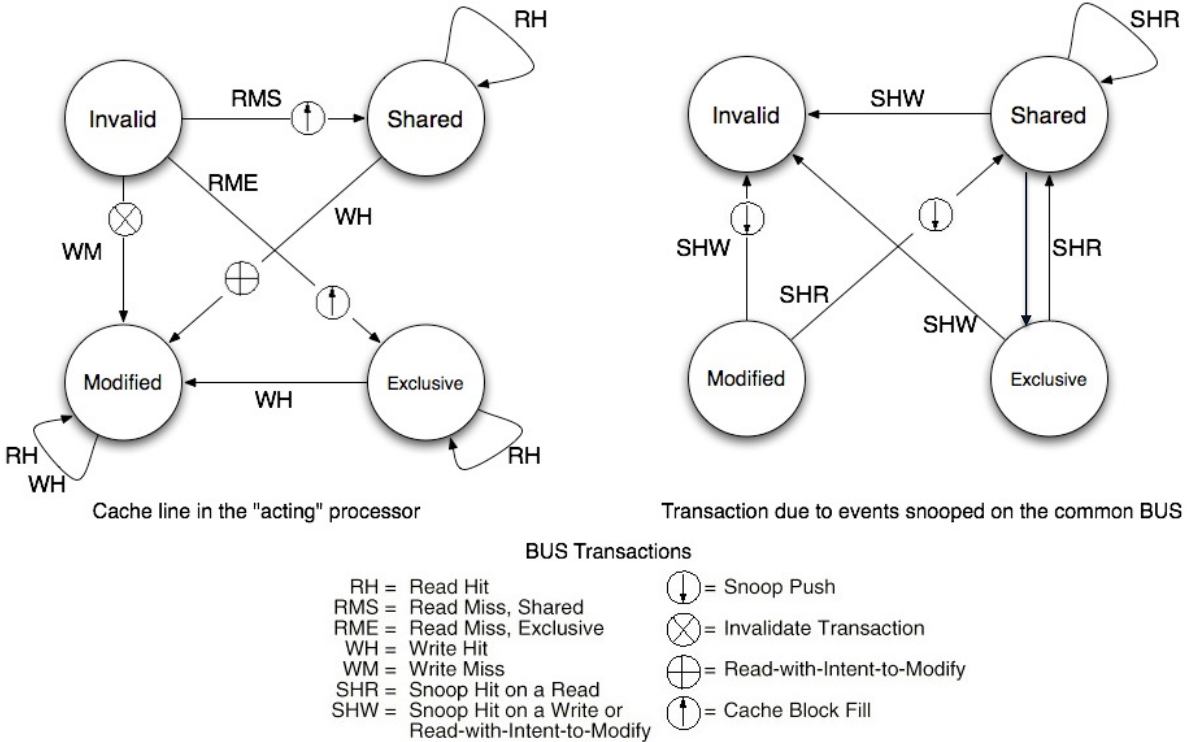 RH
SHR
Invalid
RMS
Shared
Invalid
SHW
Shared
RME
WH
WM
SHW
SHR
SHR
SHW
Modified
WH
Exclusive
Modified
Exclusive
RH
WH
RH
Cache line in the "acting" processor
Transaction due to events snooped on the common BUS
BUS Transactions
RH = Read Hit
RMS = Read Miss, Shared
RME = Read Miss, Exclusive
WH = Write Hit
WM = Write Miss
SHR = Snoop Hit on a Read
SHW = Snoop Hit on a Write or
Read-with-Intent-to-Modify
= Snoop Push
= Invalidate Transaction
= Read-with-Intent-to-Modify
= Cache Block Fill